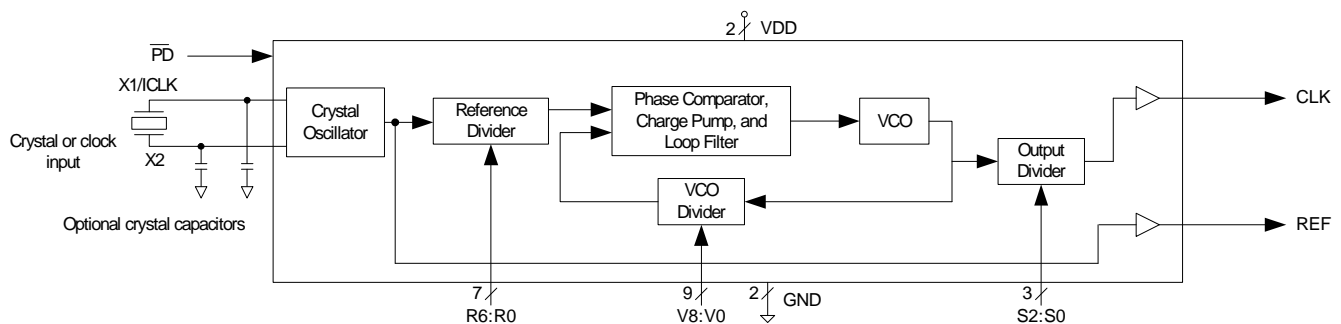 2
VDD
PD
X1/ICLK
Crystal or clock
input
X2
Optional crystal capacitors
Crystal
Oscillator
Reference
Divider
Phase Comparator,
Charge Pump, and
Loop Filter
VCO
VCO
Divider
Output
Divider
CLK
REF
7
R6:R0
9
V8:V0
2
GND
3
S2:S0